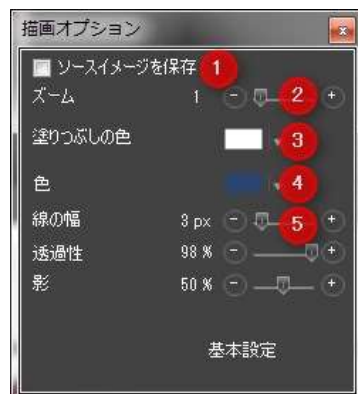 描画オプション
ソースイメージを保存 1
ズーム 1 2
塗りつぶしの色 3
色 4
線の幅 3 px 5
透過性 98 %
影 50 %
基本設定